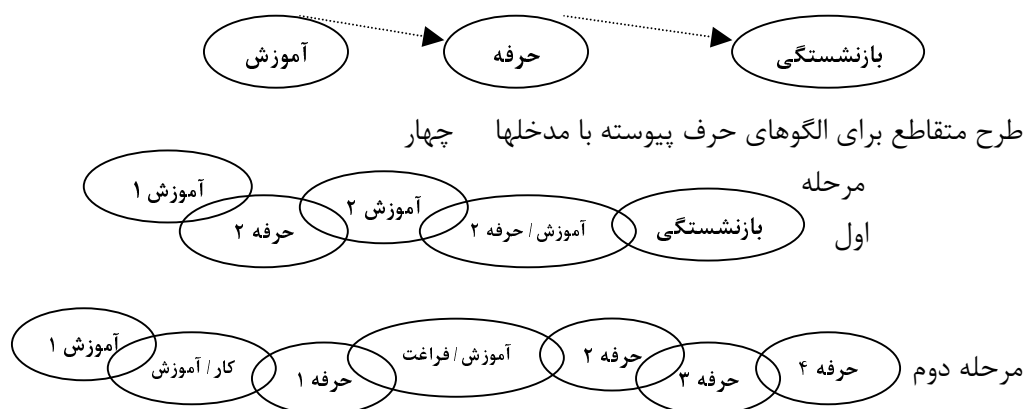 آموزش حرفه بازنشستگی
طرح متقاطع برای الگوهای حرف پیوسته با مدخلها چهار
مرحله
اول
آموزش ۱ حرفه ۲ آموزش ۲ آموزش / حرفه ۲ بازنشستگی
مرحله دوم
آموزش ۱ کار / آموزش حرفه ۱ آموزش / فراغت حرفه ۲ حرفه ۳ حرفه ۴